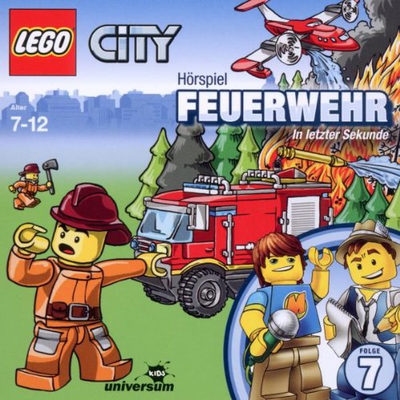 LEGO
CITY
Hörspiel
FEUERWEHR
In letzter Sekunde
Alter
7-12
M
FOLGE
7
KIDS
universum